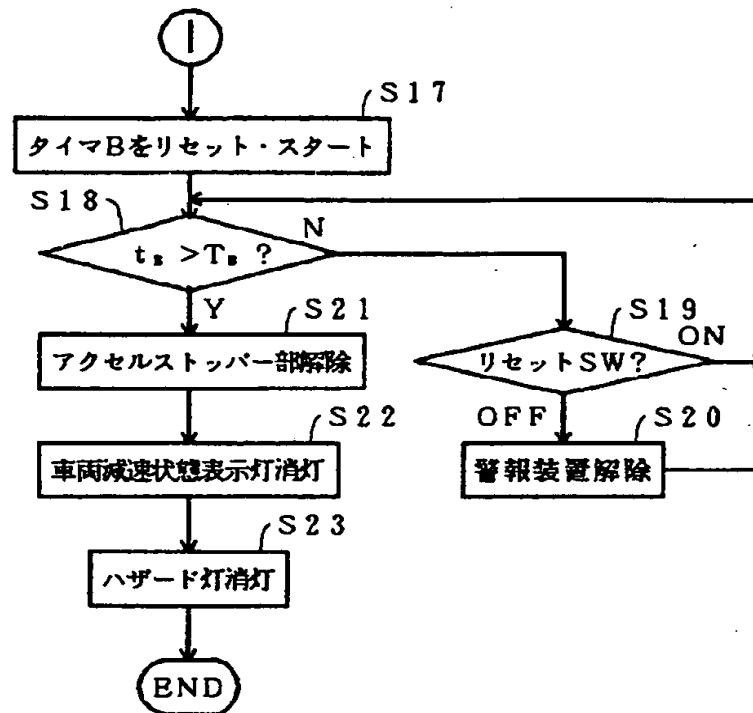 I
S17
タイマBをリセット・スタート
S18
tB>TB?
N
Y
S21
アクセルストッパー部解除
S19
リセットSW?
ON
OFF
S22
車両減速状態表示灯消灯
S20
警報装置解除
S23
ハザード灯消灯
END